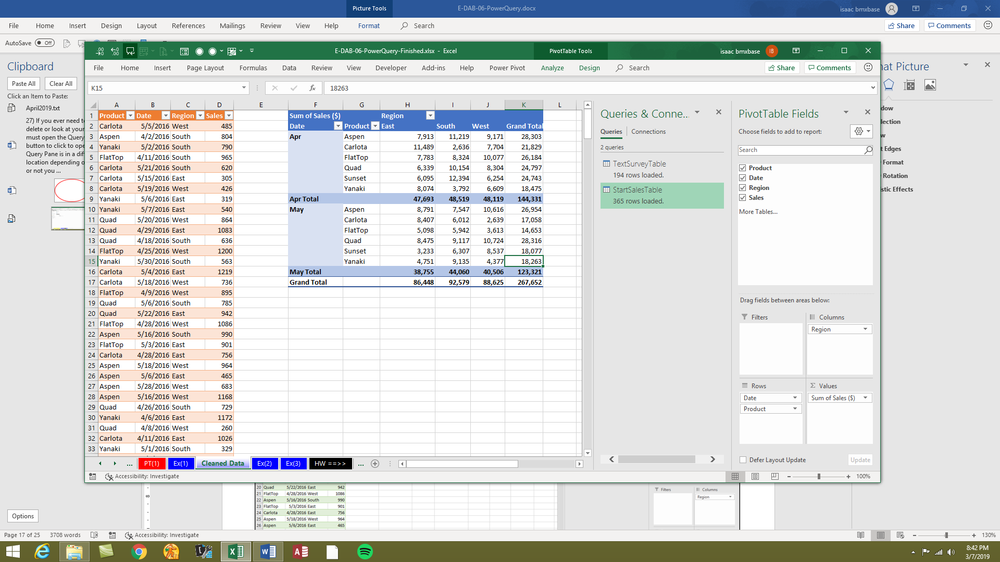 Picture Tools
E-DAB-06-PowerQuery.docx
isaac bmxbase
File Home Insert Design Layout References Mailings Review View Help Format Search
Share Comments
AutoSave Off
E-DAB-06-PowerQuery-Finished.xlsx - Excel
PivotTable Tools
isaac bmxbase IB
File Home Insert Page Layout Formulas Data Review View Developer Add-ins Help Power Pivot Analyze Design Search
Share Comments
K15 fx 18263
Clipboard
Paste All Clear All
Click an Item to Paste:
April2019.txt
27) If you ever need t
delete or look at your
must open the Query
button to click to ope
Query Pane is in a dif
location depending o
or not you ...
Options
A B C D E F G H I J K L
1 Product Date Region Sales Sum of Sales ($) Region
2 Carlota 5/5/2016 West 485 Date Product East South West Grand Total
3 Aspen 4/2/2016 South 804 Apr Aspen 7,913 11,219 9,171 28,303
4 Yanaki 5/2/2016 South 790 Carlota 11,489 2,636 7,704 21,829
5 FlatTop 4/11/2016 South 965 FlatTop 7,783 8,324 10,077 26,184
6 Carlota 5/21/2016 South 620 Quad 6,339 10,154 8,304 24,797
7 Carlota 5/15/2016 East 305 Sunset 6,095 12,394 6,254 24,743
8 Carlota 5/19/2016 West 426 Yanaki 8,074 3,792 6,609 18,475
9 Yanaki 5/6/2016 East 319 Apr Total 47,693 48,519 48,119 144,331
10 Yanaki 5/7/2016 East 540 May Aspen 8,791 7,547 10,616 26,954
11 Quad 5/20/2016 West 864 Carlota 8,407 6,012 2,639 17,058
12 Quad 4/29/2016 East 1083 FlatTop 5,098 5,942 3,613 14,653
13 Quad 4/18/2016 South 636 Quad 8,475 9,117 10,724 28,316
14 FlatTop 4/25/2016 West 1200 Sunset 3,233 6,307 8,537 18,077
15 Yanaki 5/30/2016 South 563 Yanaki 4,751 9,135 4,377 18,263
16 Carlota 5/4/2016 East 1219 May Total 38,755 44,060 40,506 123,321
17 Carlota 5/18/2016 West 736 Grand Total 86,448 92,579 88,625 267,652
18 FlatTop 4/9/2016 West 895
19 Quad 5/6/2016 South 785
20 Quad 5/22/2016 East 942
21 FlatTop 4/28/2016 West 1086
22 Aspen 5/16/2016 South 990
23 FlatTop 5/3/2016 East 901
24 Carlota 4/28/2016 East 756
25 Aspen 5/18/2016 West 964
26 Aspen 5/6/2016 East 465
27 Aspen 5/28/2016 West 683
28 Aspen 5/16/2016 West 1168
29 Quad 4/26/2016 South 729
30 Yanaki 4/6/2016 East 1172
31 Quad 4/8/2016 West 260
32 Carlota 4/11/2016 East 1026
33 Yanaki 5/1/2016 South 329
... PT(1) Ex(1) Cleaned Data Ex(2) Ex(3) HW ==>> ...
Accessibility: Investigate
100%
Queries & Conne...
Queries Connections
2 queries
TextSurveyTable
194 rows loaded.
StartSalesTable
365 rows loaded.
PivotTable Fields
Choose fields to add to report:
Search
Product
Date
Region
Sales
More Tables...
Drag fields between areas below:
Filters Columns
Region
Rows Values
Date Sum of Sales ($)
Product
Defer Layout Update Update
nat Picture
dow
lection
w
t Edges
Format
Rotation
stic Effects
8
20 Quad 5/22/2016 East 942
21 FlatTop 4/28/2016 West 1086
22 Aspen 5/16/2016 South 990
23 FlatTop 5/3/2016 East 901
24 Carlota 4/28/2016 East 756
25 Aspen 5/18/2016 West 964
26 Aspen 5/6/2016 East 465
Filters Columns
Region
Page 17 of 25 3708 words Accessibility: Investigate
130%
8:42 PM
3/7/2019